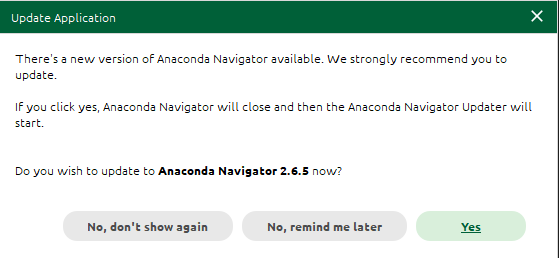 Update Application
There's a new version of Anaconda Navigator available. We strongly recommend you to
update.
If you click yes, Anaconda Navigator will close and then the Anaconda Navigator Updater will
start.
Do you wish to update to Anaconda Navigator 2.6.5 now?
No, don't show again
No, remind me later
Yes